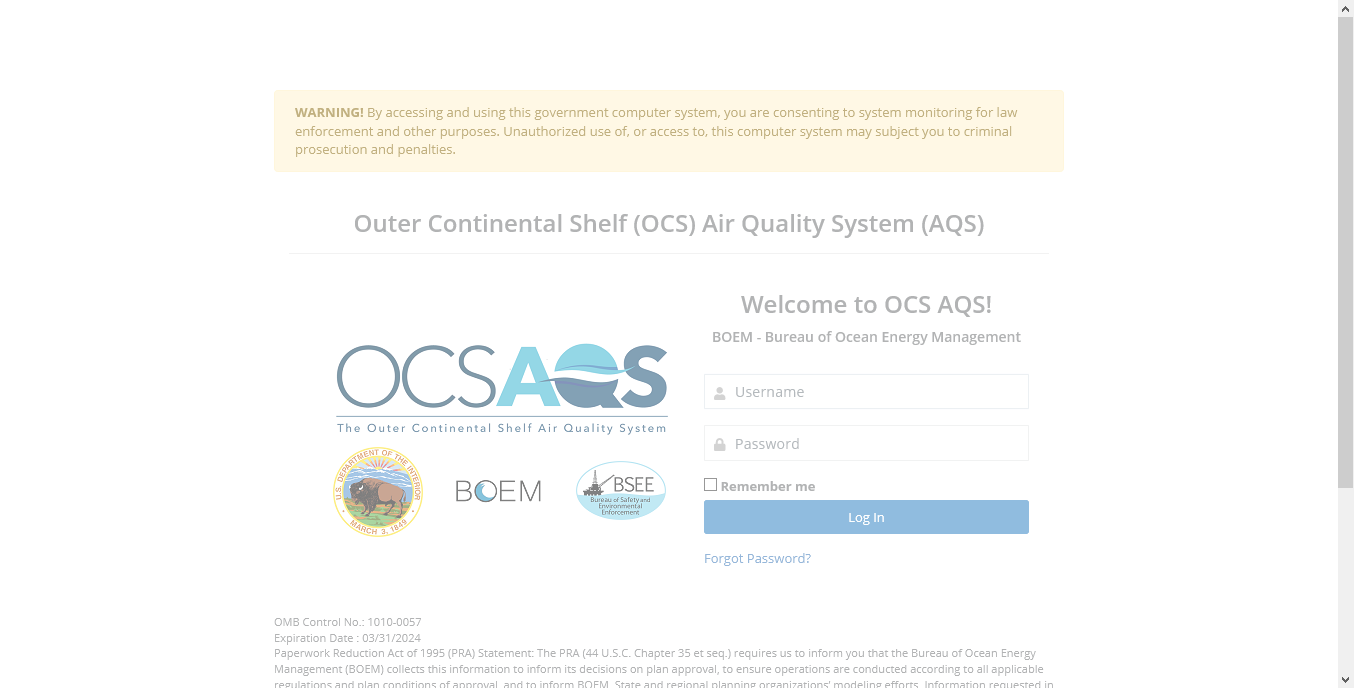 WARNING! By accessing and using this government computer system, you are consenting to system monitoring for law
enforcement and other purposes. Unauthorized use of, or access to, this computer system may subject you to criminal
prosecution and penalties.
Outer Continental Shelf (OCS) Air Quality System (AQS)
OCSAQS
The Outer Continental Shelf Air Quality System
U.S. DEPARTMENT OF THE INTERIOR
MARCH 3, 1849
BOEM
BSEE
Bureau of Safety and
Environmental
Enforcement
Welcome to OCS AQS!
BOEM - Bureau of Ocean Energy Management
Username
Password
Remember me
Log In
Forgot Password?
OMB Control No.: 1010-0057
Expiration Date : 03/31/2024
Paperwork Reduction Act of 1995 (PRA) Statement: The PRA (44 U.S.C. Chapter 35 et seq.) requires us to inform you that the Bureau of Ocean Energy
Management (BOEM) collects this information to inform its decisions on plan approval, to ensure operations are conducted according to all applicable
regulations and plan conditions of approval, and to inform BOEM, State and regional planning organizations' modeling efforts. Information requested in